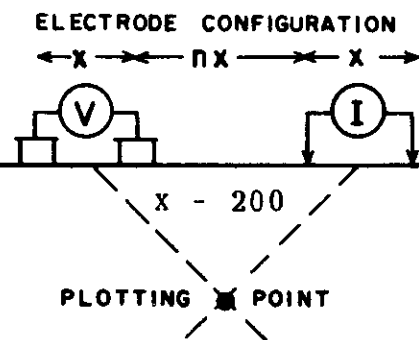 ELECTRODE CONFIGURATION
x nx x
V I
x - 200
PLOTTING POINT